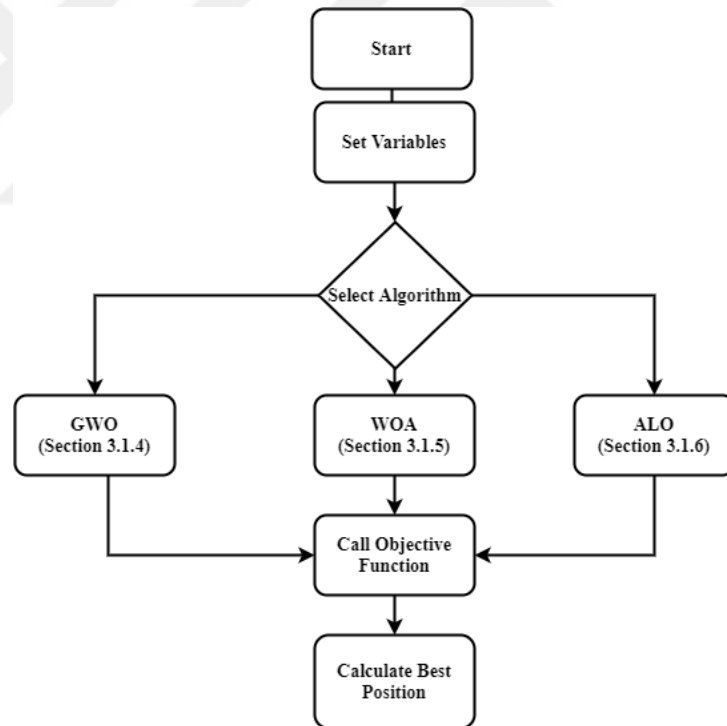 Start
Set Variables
Select Algorithm
GWO
(Section 3.1.4)
WOA
(Section 3.1.5)
ALO
(Section 3.1.6)
Call Objective
Function
Calculate Best
Position